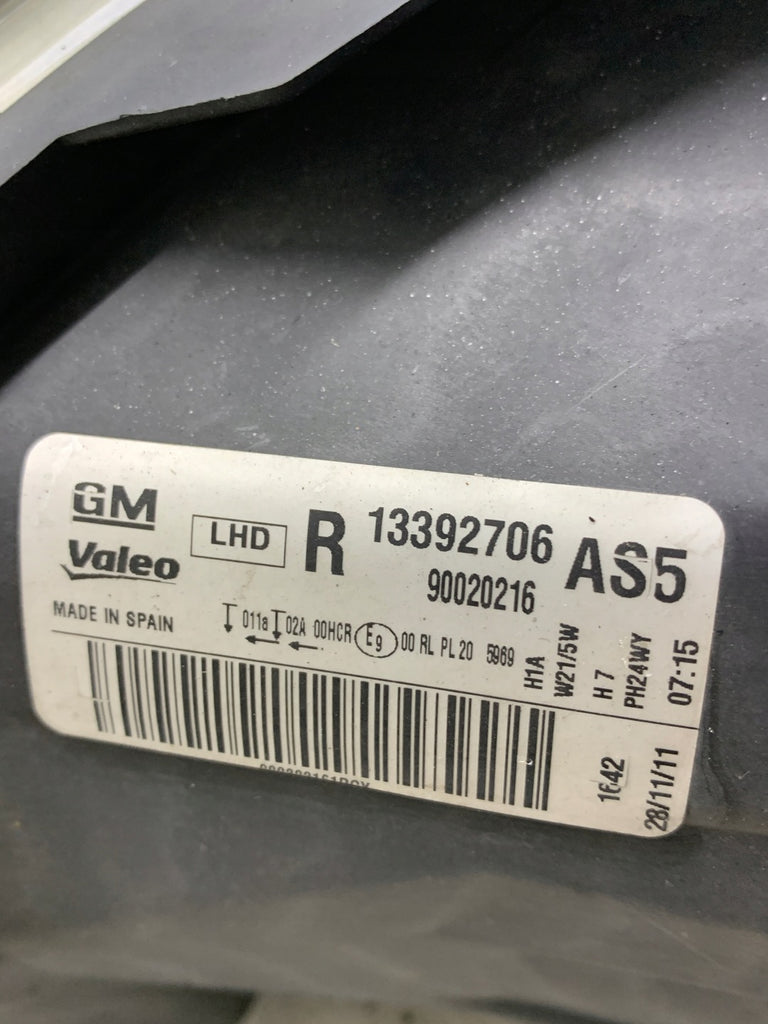 GM
Valeo
LHD
R
13392706
90020216
AS5
MADE IN SPAIN
011a 02A 00HCR E9 00 RL PL 20 5969
H1A
W21/5W
H7
PH24WY
07:15
1642
28/11/11